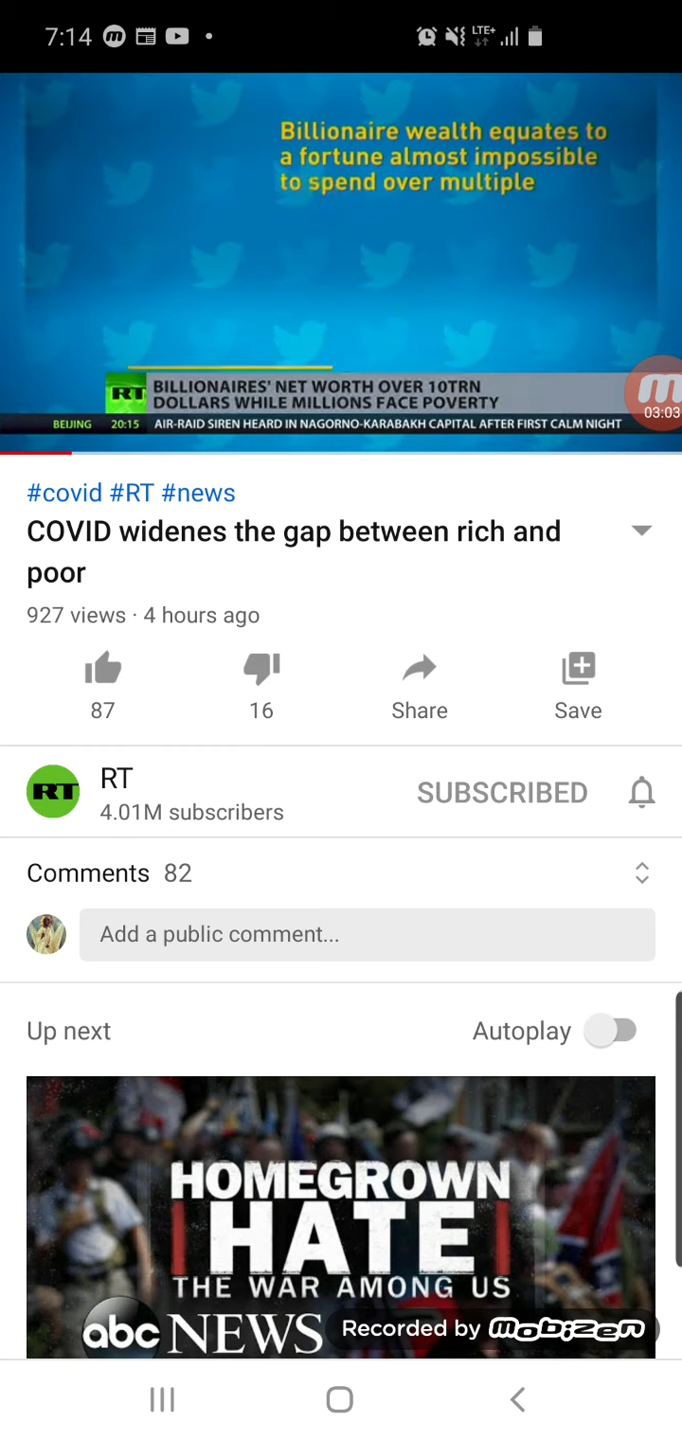 7:14
LTE+
Billionaire wealth equates to
a fortune almost impossible
to spend over multiple
RT
BILLIONAIRES' NET WORTH OVER 10TRN
DOLLARS WHILE MILLIONS FACE POVERTY
03:03
BEIJING 20:15 AIR-RAID SIREN HEARD IN NAGORNO-KARABAKH CAPITAL AFTER FIRST CALM NIGHT
#covid #RT #news
COVID widenes the gap between rich and
poor
927 views · 4 hours ago
87 16 Share Save
RT
RT
4.01M subscribers
SUBSCRIBED
Comments 82
Add a public comment...
Up next Autoplay
HOMEGROWN
HATE
THE WAR AMONG US
abc NEWS
Recorded by mobizen